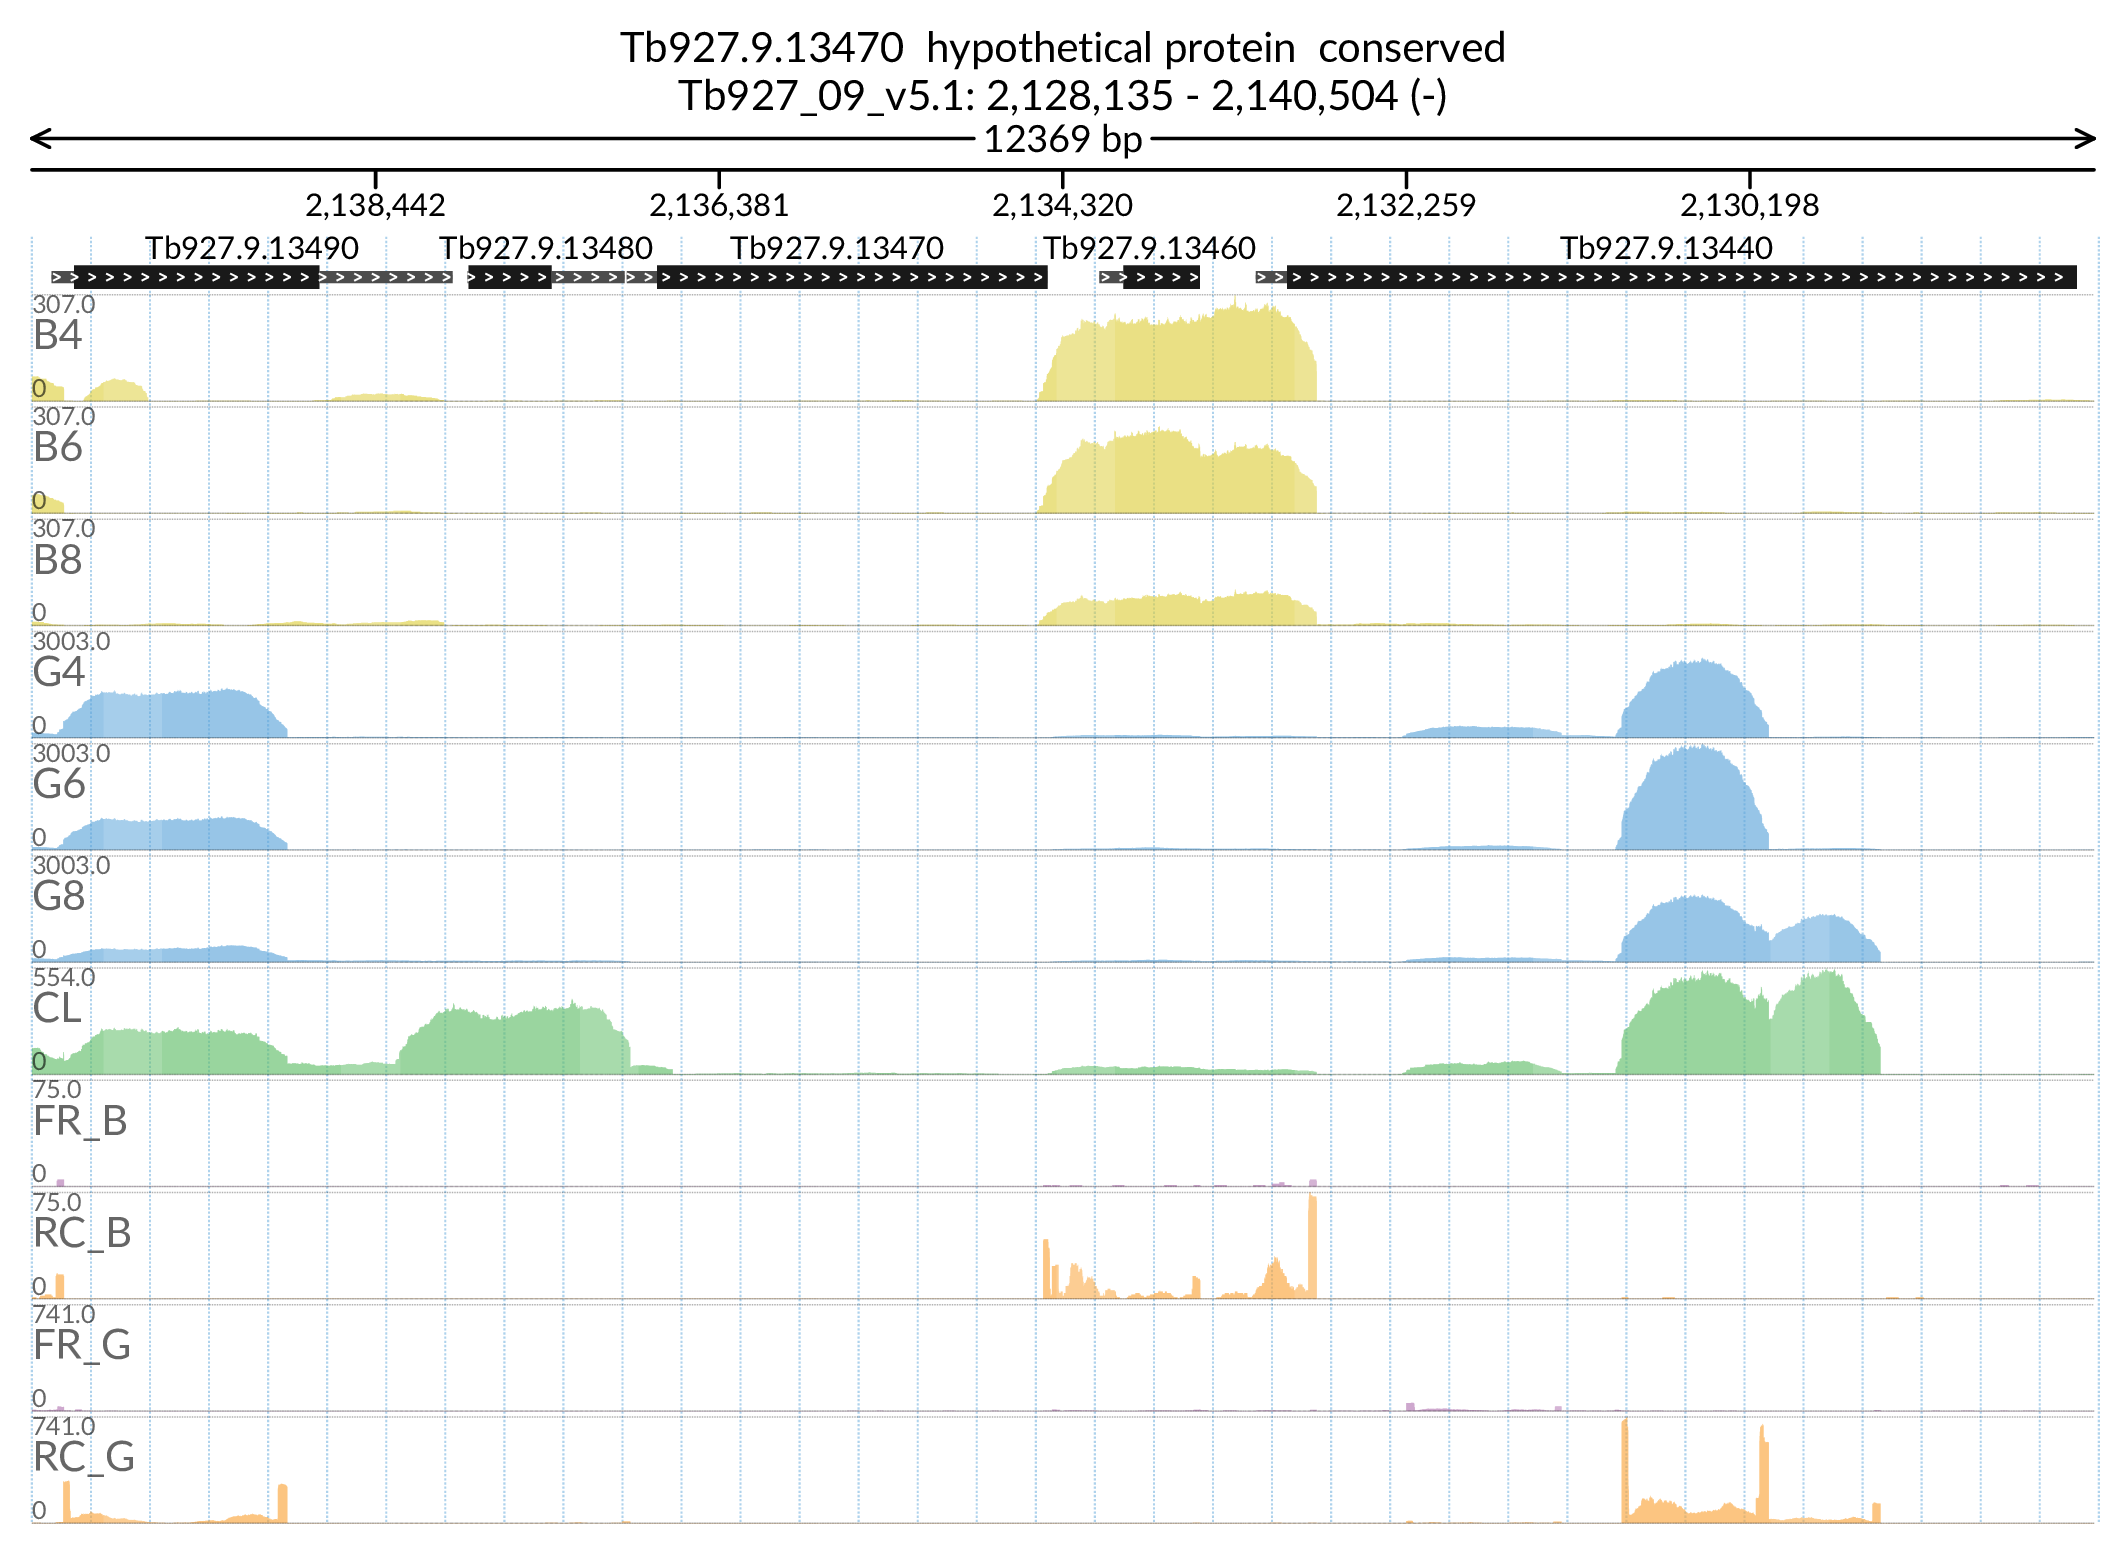 Tb927.9.13470 hypothetical protein conserved
Tb927_09_v5.1: 2,128,135 - 2,140,504 (-)
12369 bp
2,138,442 2,136,381 2,134,320 2,132,259 2,130,198
Tb927.9.13490 Tb927.9.13480 Tb927.9.13470 Tb927.9.13460 Tb927.9.13440
307.0
B4
0
307.0
B6
0
307.0
B8
0
3003.0
G4
0
3003.0
G6
0
3003.0
G8
0
554.0
CL
0
75.0
FR_B
0
75.0
RC_B
0
741.0
FR_G
0
741.0
RC_G
0